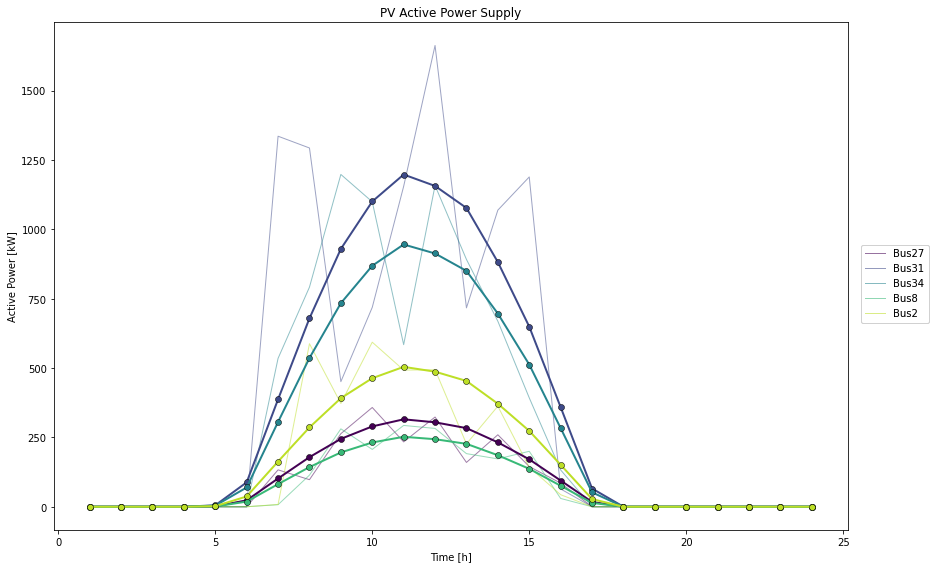 PV Active Power Supply
Active Power [kW]
1500
1250
1000
750
500
250
0
0
5
10
15
20
25
Time [h]
Bus27
Bus31
Bus34
Bus8
Bus2